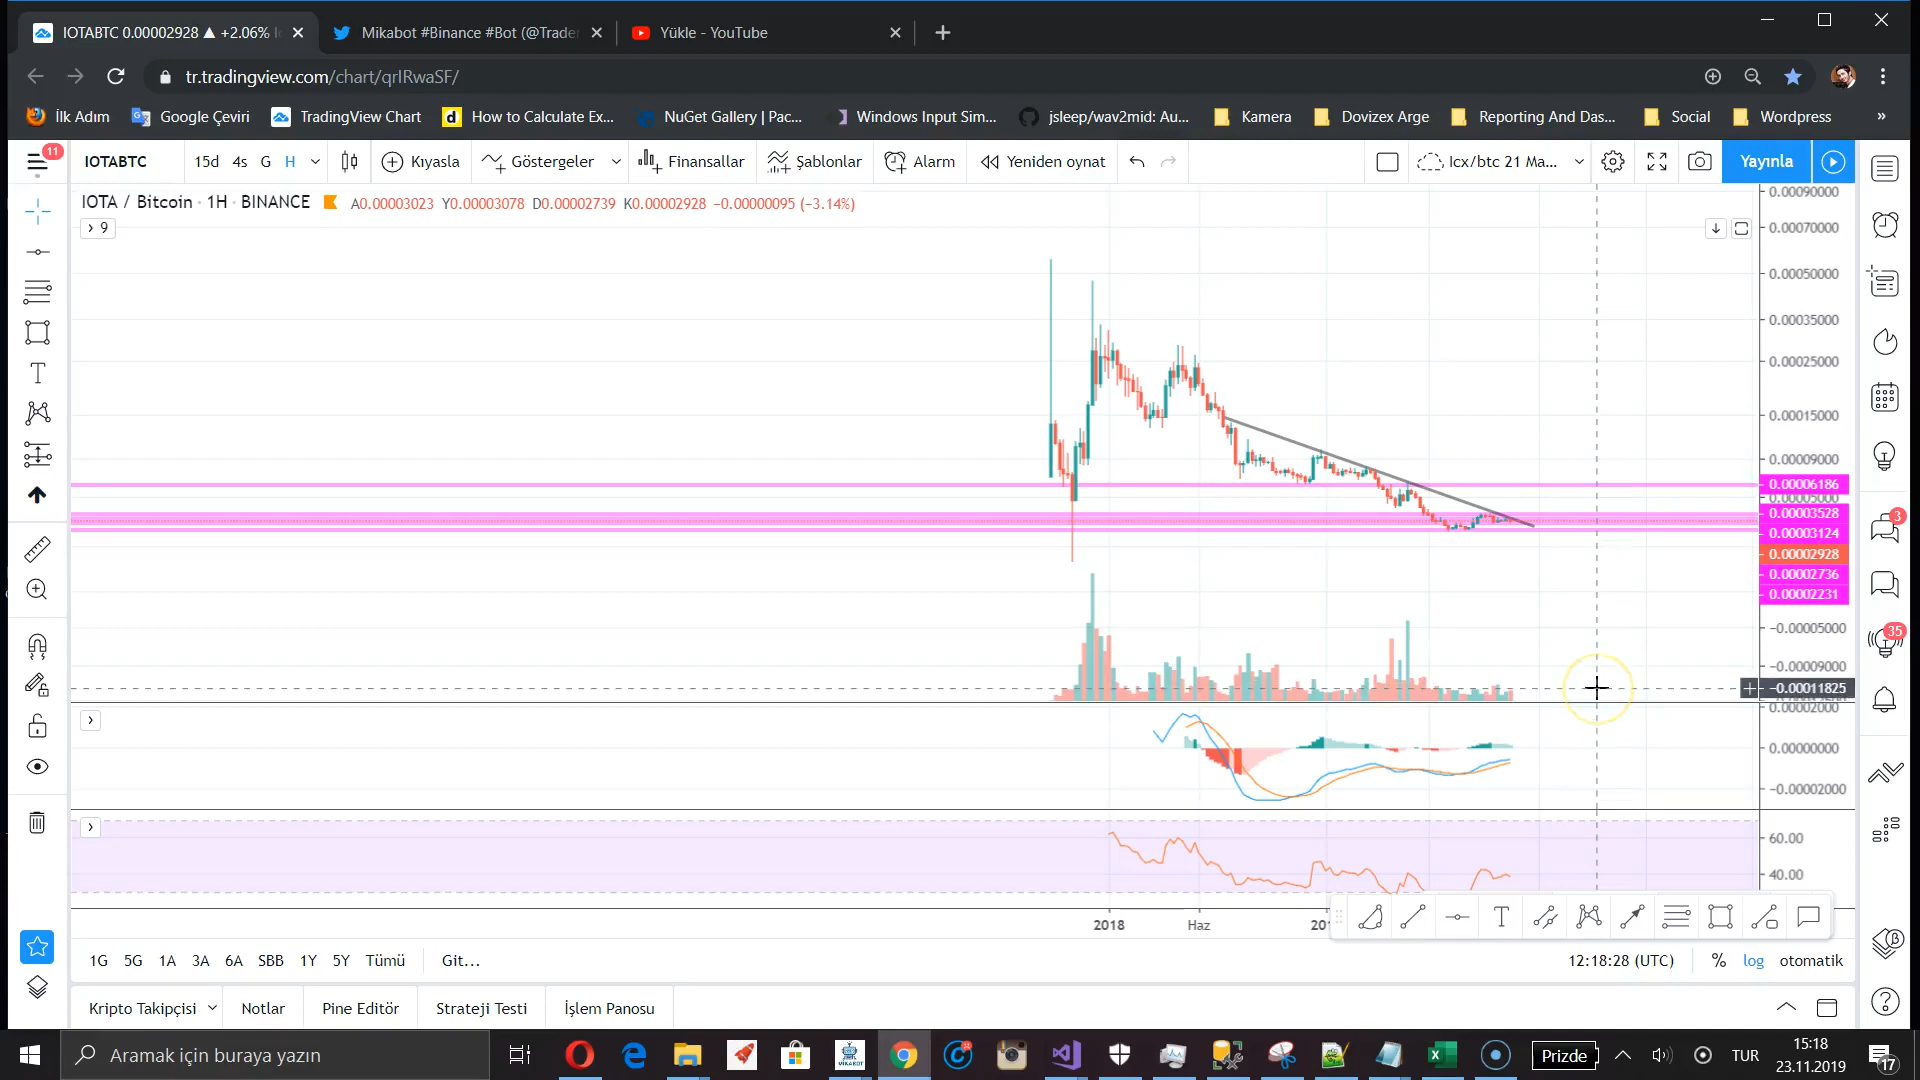 IOTABTC 0.00002928 ▲ +2.06%
Mikabot #Binance #Bot (@Trade
Yükle - YouTube
tr.tradingview.com/chart/qrIRwaSF/
İlk Adım
Google Çeviri
TradingView Chart
How to Calculate Ex...
NuGet Gallery | Pac...
Windows Input Sim...
jsleep/wav2mid: Au...
Kamera
Dovizex Arge
Reporting And Das...
Social
Wordpress
»
11
IOTABTC
15d
4s
G
H
Kıyasla
Göstergeler
Finansallar
Şablonlar
Alarm
Yeniden oynat
Icx/btc 21 Ma...
Yayınla
IOTA / Bitcoin · 1H · BINANCE
A0.00003023 Y0.00003078 D0.00002739 K0.00002928 −0.00000095 (−3.14%)
9
0.00090000
0.00070000
0.00050000
0.00035000
0.00025000
0.00015000
0.00009000
0.00006186
0.00005000
0.00003528
0.00003124
0.00002928
0.00002736
0.00002231
−0.00005000
−0.00009000
−0.00011825
0.00002000
0.00000000
−0.00002000
60.00
40.00
3
35
2018
Haz
201
1G
5G
1A
3A
6A
SBB
1Y
5Y
Tümü
Git...
12:18:28 (UTC)
%
log
otomatik
Kripto Takipçisi
Notlar
Pine Editör
Strateji Testi
İşlem Panosu
Aramak için buraya yazın
MIKABOT
Prizde
TUR
15:18
23.11.2019
17